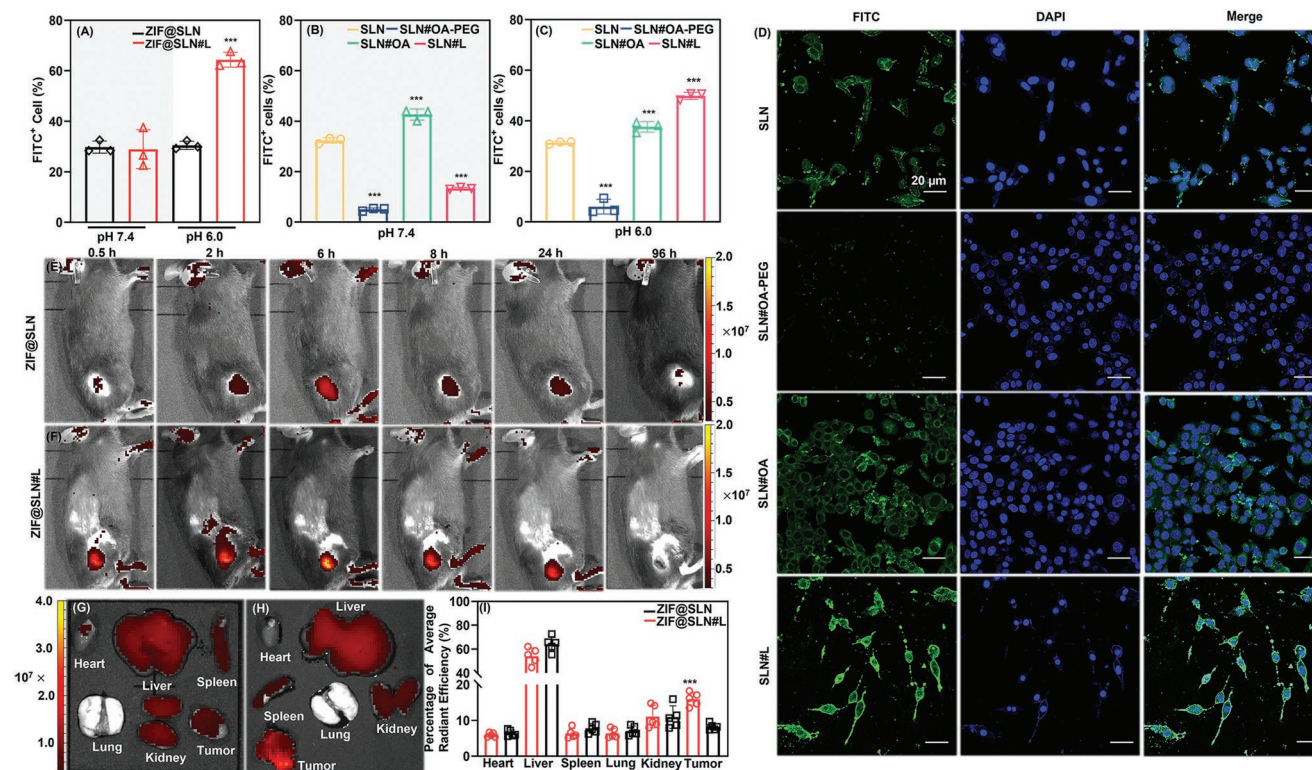 (A)
ZIF@SLN
ZIF@SLN#L
***
FITC+ Cell (%)
80
60
40
20
0
pH 7.4
pH 6.0
(B)
SLN
SLN#OA-PEG
SLN#OA
SLN#L
***
***
***
FITC+ cells (%)
80
60
40
20
0
pH 7.4
(C)
SLN
SLN#OA-PEG
SLN#OA
SLN#L
***
***
***
FITC+ cells (%)
80
60
40
20
0
pH 6.0
(D)
FITC
DAPI
Merge
SLN
20 µm
SLN#OA-PEG
SLN#OA
SLN#L
0.5 h
2 h
6 h
8 h
24 h
96 h
(E)
ZIF@SLN
2.0
1.5
×10⁷
1.0
0.5
(F)
ZIF@SLN#L
2.0
1.5
×10⁷
1.0
0.5
4.0
3.0
10⁷ ×
2.0
1.0
(G)
Heart
Liver
Spleen
Lung
Kidney
Tumor
(H)
Liver
Heart
Spleen
Lung
Kidney
Tumor
(I)
ZIF@SLN
ZIF@SLN#L
Percentage of Average
Radiant Efficiency (%)
100
80
60
40
20
10
0
***
Heart
Liver
Spleen
Lung
Kidney
Tumor